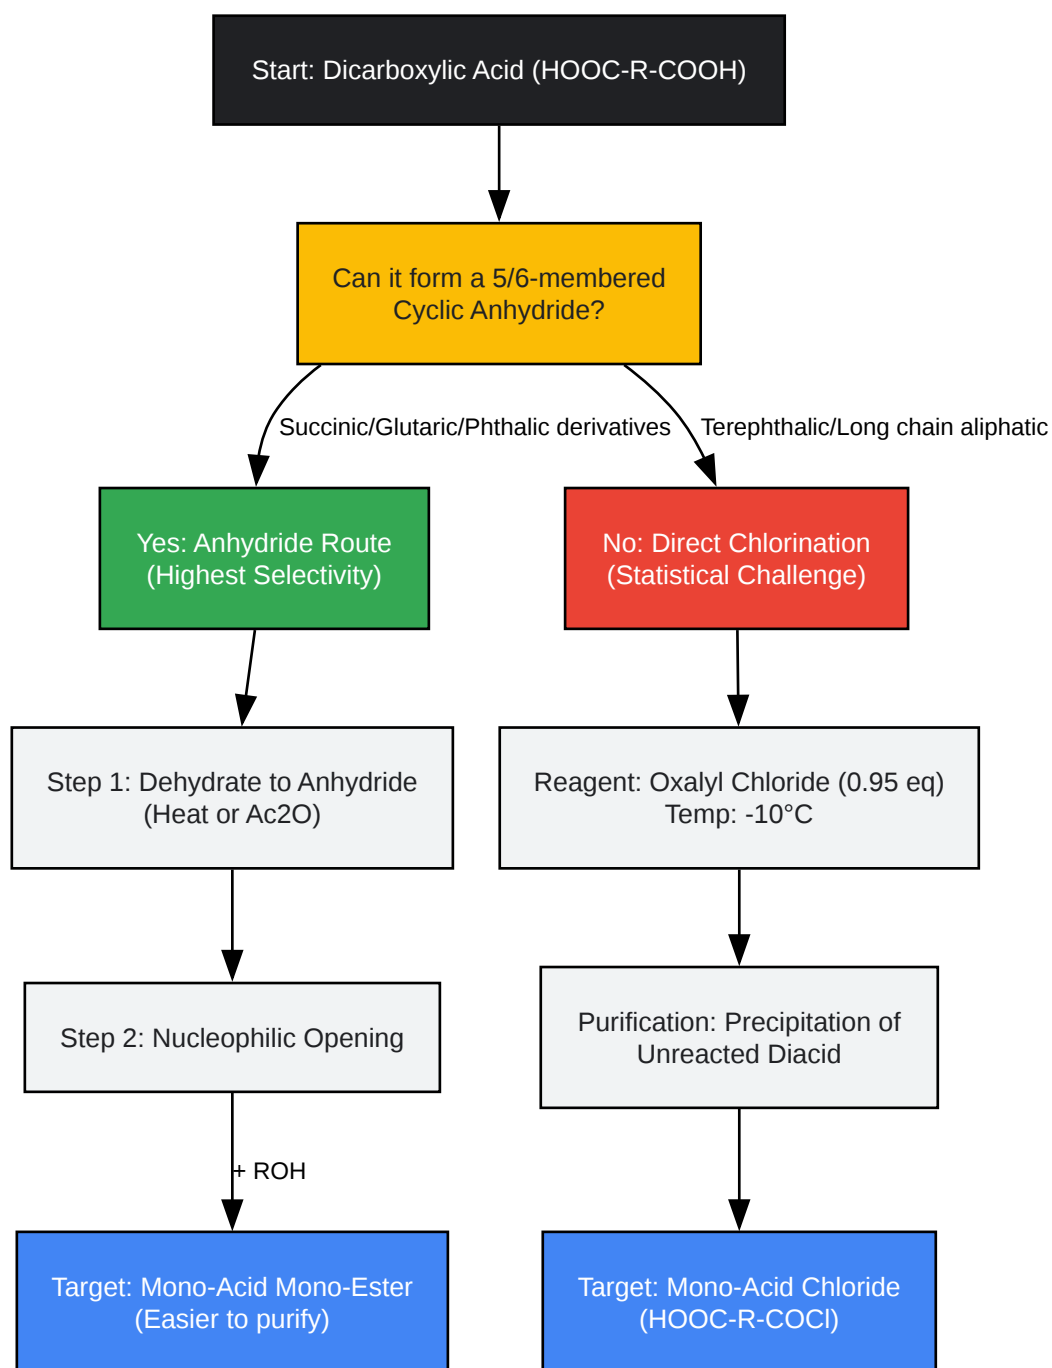 Start: Dicarboxylic Acid (HOOC-R-COOH)
Can it form a 5/6-membered
Cyclic Anhydride?
Succinic/Glutaric/Phthalic derivatives
Terephthalic/Long chain aliphatic
Yes: Anhydride Route
(Highest Selectivity)
No: Direct Chlorination
(Statistical Challenge)
Step 1: Dehydrate to Anhydride
(Heat or Ac2O)
Reagent: Oxalyl Chloride (0.95 eq)
Temp: -10°C
Step 2: Nucleophilic Opening
Purification: Precipitation of
Unreacted Diacid
+ ROH
Target: Mono-Acid Mono-Ester
(Easier to purify)
Target: Mono-Acid Chloride
(HOOC-R-COCl)